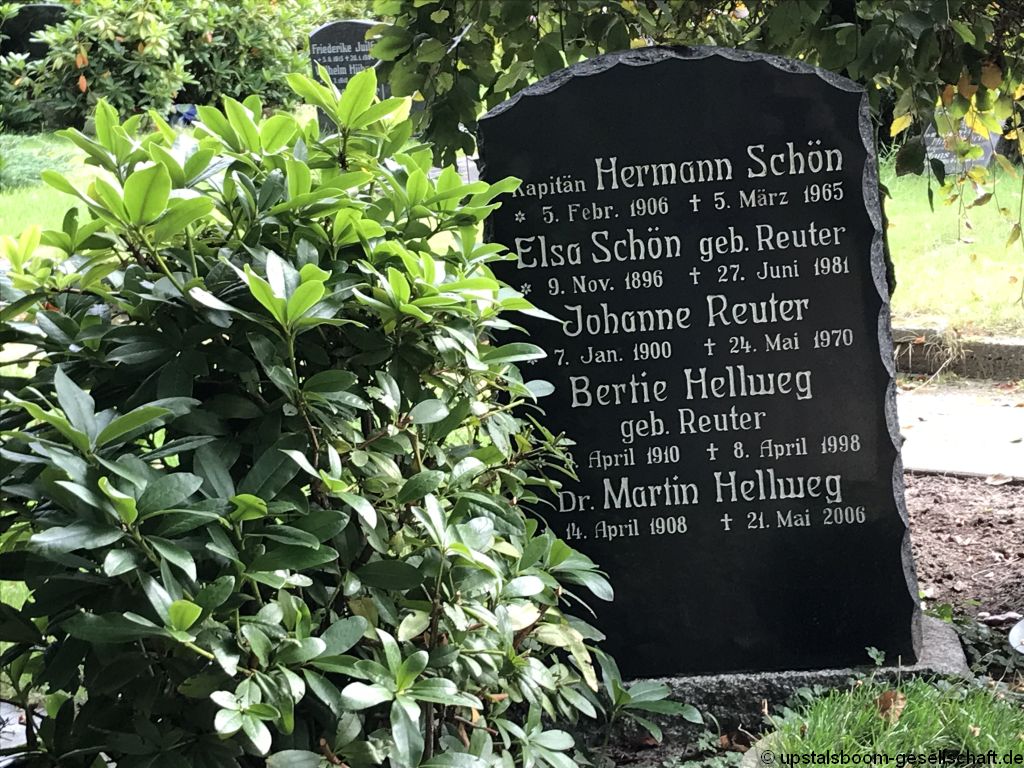 Friederike
Kapitän Hermann Schön
* 5. Febr. 1906 † 5. März 1965
Elsa Schön geb. Reuter
* 9. Nov. 1896 † 27. Juni 1981
Johanne Reuter
* 7. Jan. 1900 † 24. Mai 1970
Bertie Hellweg
geb. Reuter
April 1910 † 8. April 1998
Dr. Martin Hellweg
14. April 1908 † 21. Mai 2006
© upstalsboom-gesellschaft.de